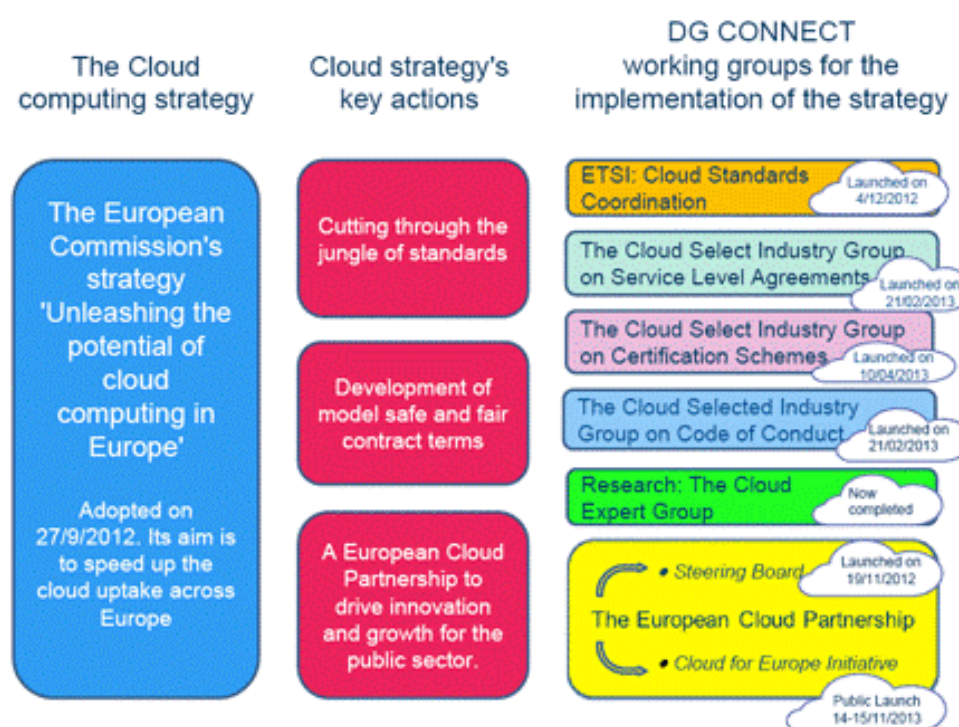 The Cloud
computing strategy
Cloud strategy's
key actions
DG CONNECT
working groups for the
implementation of the strategy
The European
Commission's
strategy
'Unleashing the
potential of
cloud
computing in
Europe'
Adopted on
27/9/2012. Its aim is
to speed up the
cloud uptake across
Europe
Cutting through the
jungle of standards
Development of
model safe and fair
contract terms
A European Cloud
Partnership to
drive innovation
and growth for the
public sector.
ETSI: Cloud Standards
Coordination
Launched on
4/12/2012
The Cloud Select Industry Group
on Service Level Agreements
Launched on
21/02/2013
The Cloud Select Industry Group
on Certification Schemes
Launched on
10/04/2013
The Cloud Selected Industry
Group on Code of Conduct
Launched on
21/02/2013
Research: The Cloud
Expert Group
Now
completed
• Steering Board
Launched on
19/11/2012
The European Cloud Partnership
• Cloud for Europe Initiative
Public Launch
14-15/11/2013